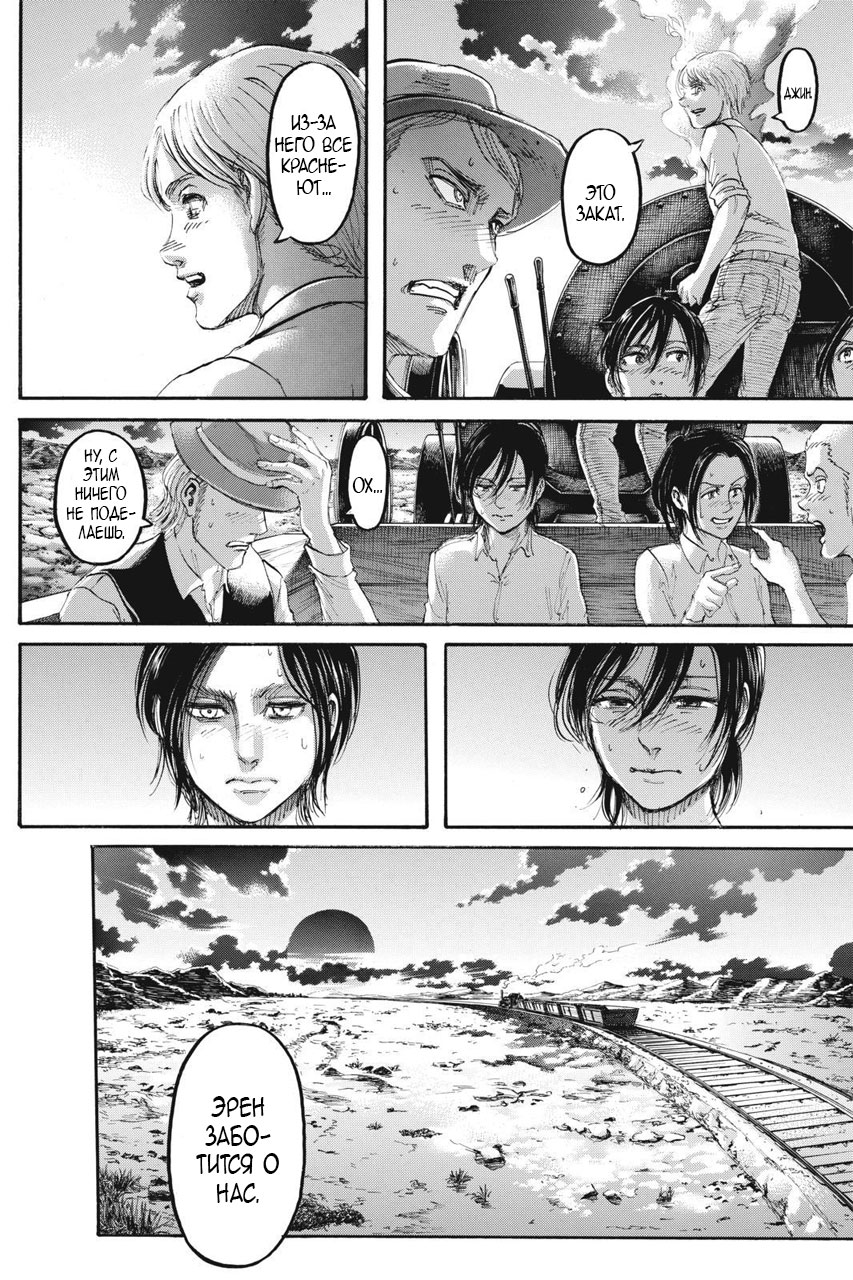 ДЖИН.
ЭТО
ЗАКАТ.
ИЗ-ЗА
НЕГО ВСЕ
КРАСНЕ-
ЮТ...
ОХ...
НУ, С
ЭТИМ
НИЧЕГО
НЕ ПОДЕ-
ЛАЕШЬ.
ЭРЕН
ЗАБО-
ТИТСЯ О
НАС.